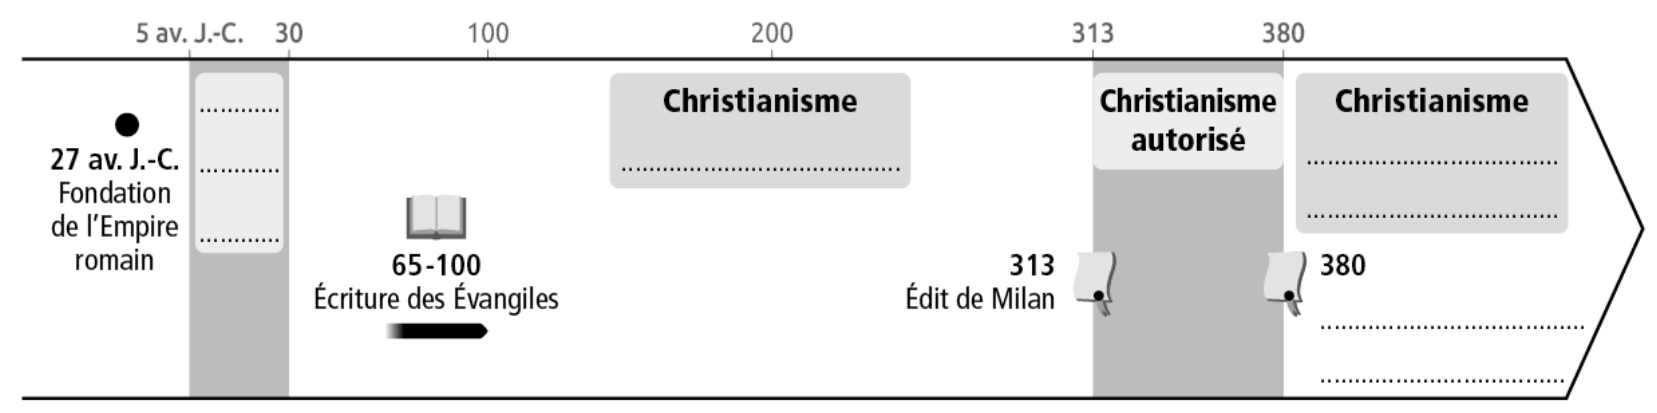 5 av. J.-C. 30 100 200 313 380
27 av. J.-C.
Fondation
de l’Empire
romain
............
............
............
65-100
Écriture des Évangiles
Christianisme
..........................................
313
Édit de Milan
Christianisme
autorisé
Christianisme
......................................
......................................
380
........................................
.....................................